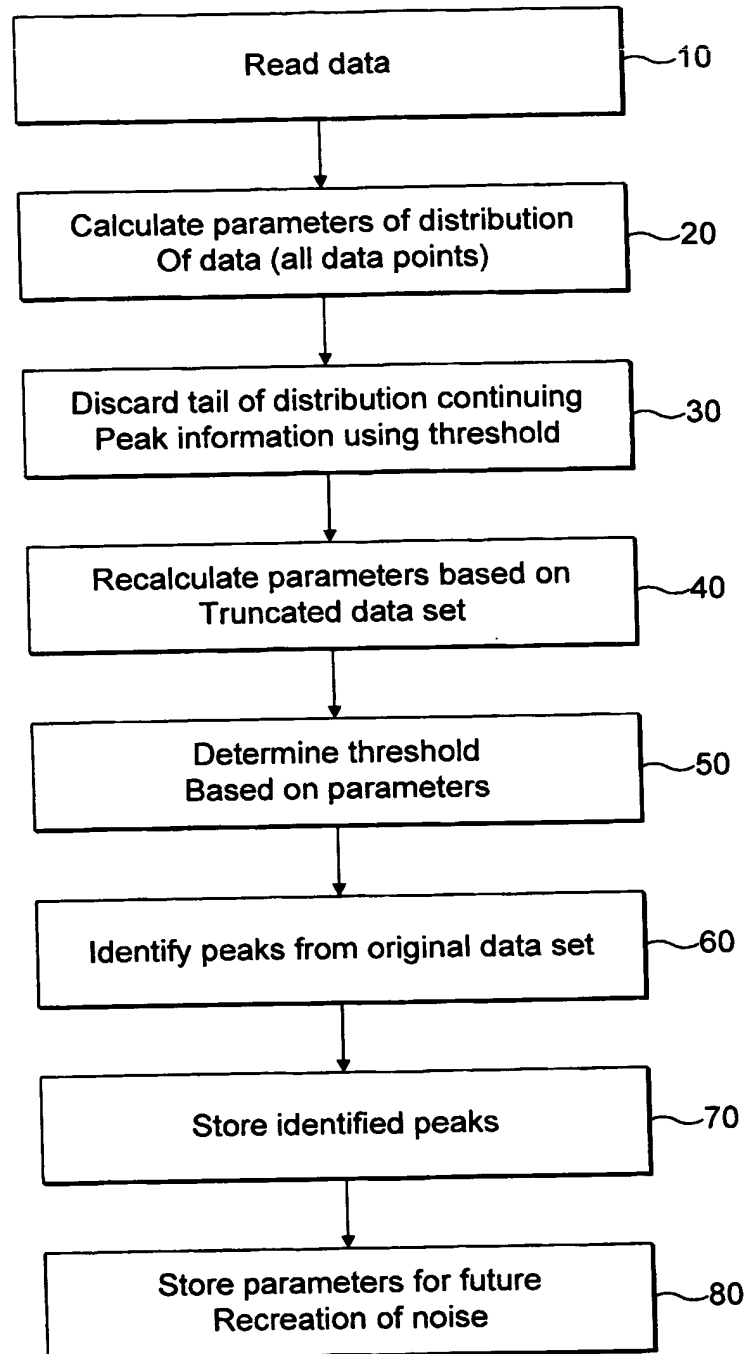 Read data
10
Calculate parameters of distribution
Of data (all data points)
20
Discard tail of distribution continuing
Peak information using threshold
30
Recalculate parameters based on
Truncated data set
40
Determine threshold
Based on parameters
50
Identify peaks from original data set
60
Store identified peaks
70
Store parameters for future
Recreation of noise
80